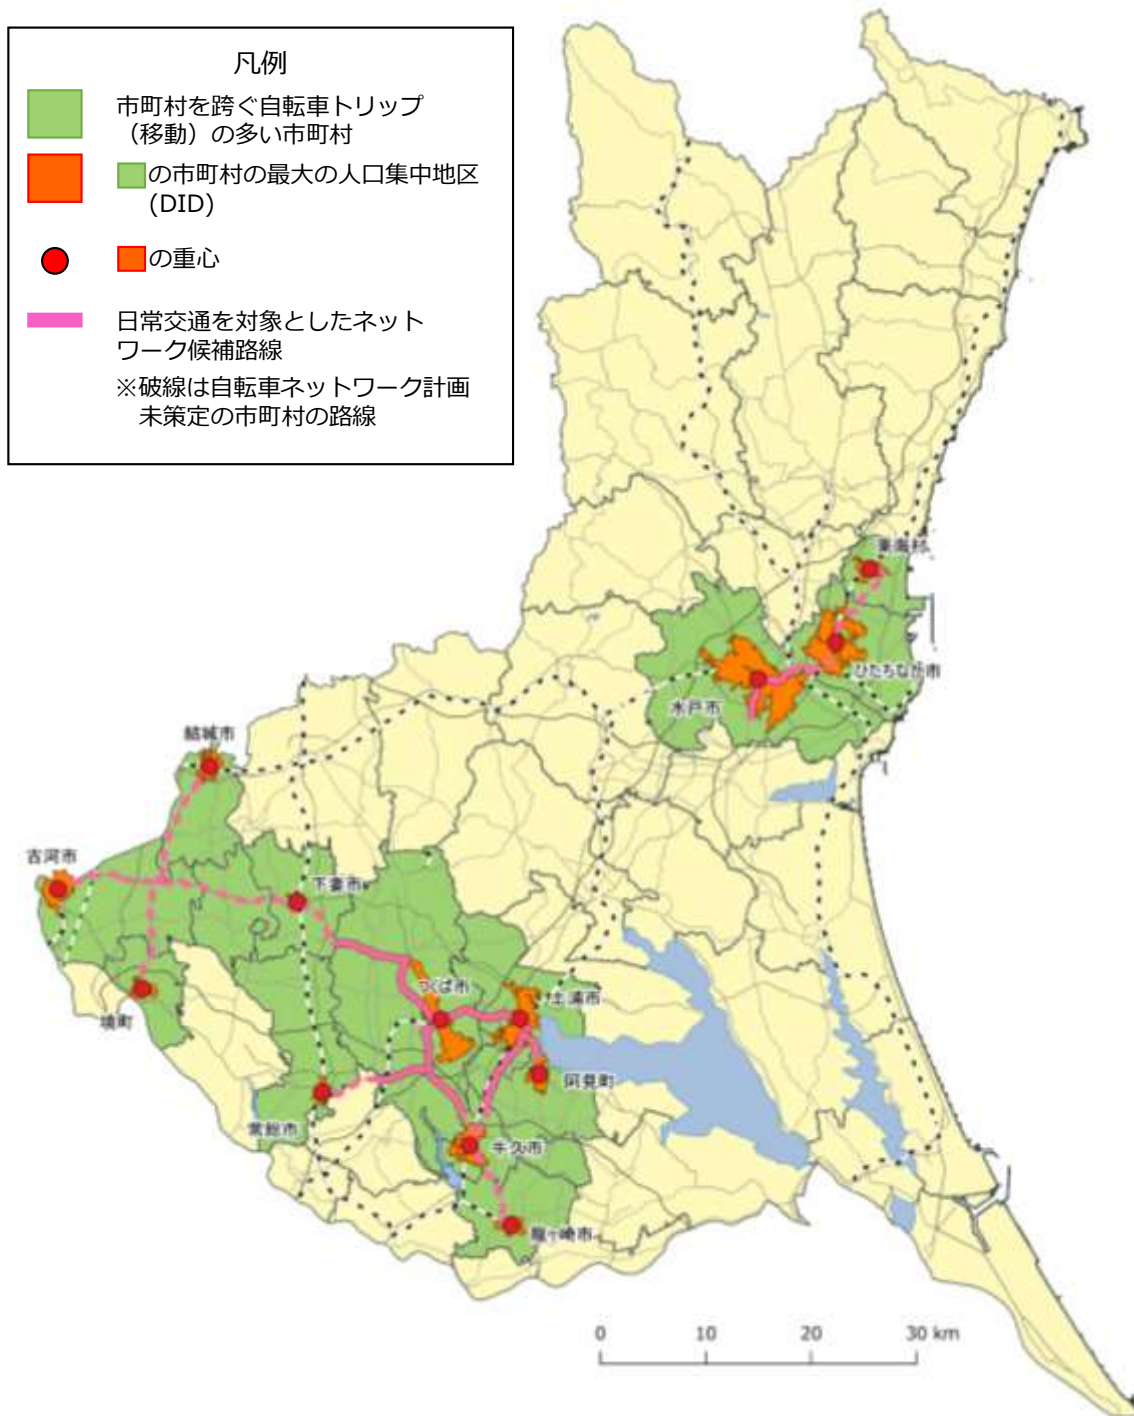 凡例
市町村を跨ぐ自転車トリップ
（移動）の多い市町村
の市町村の最大の人口集中地区
(DID)
の重心
日常交通を対象としたネット
ワーク候補路線
※破線は自転車ネットワーク計画
未策定の市町村の路線
東海村
ひたちなか市
水戸市
結城市
古河市
下妻市
つくば市
土浦市
境町
阿見町
常総市
牛久市
龍ケ崎市
0 10 20 30 km